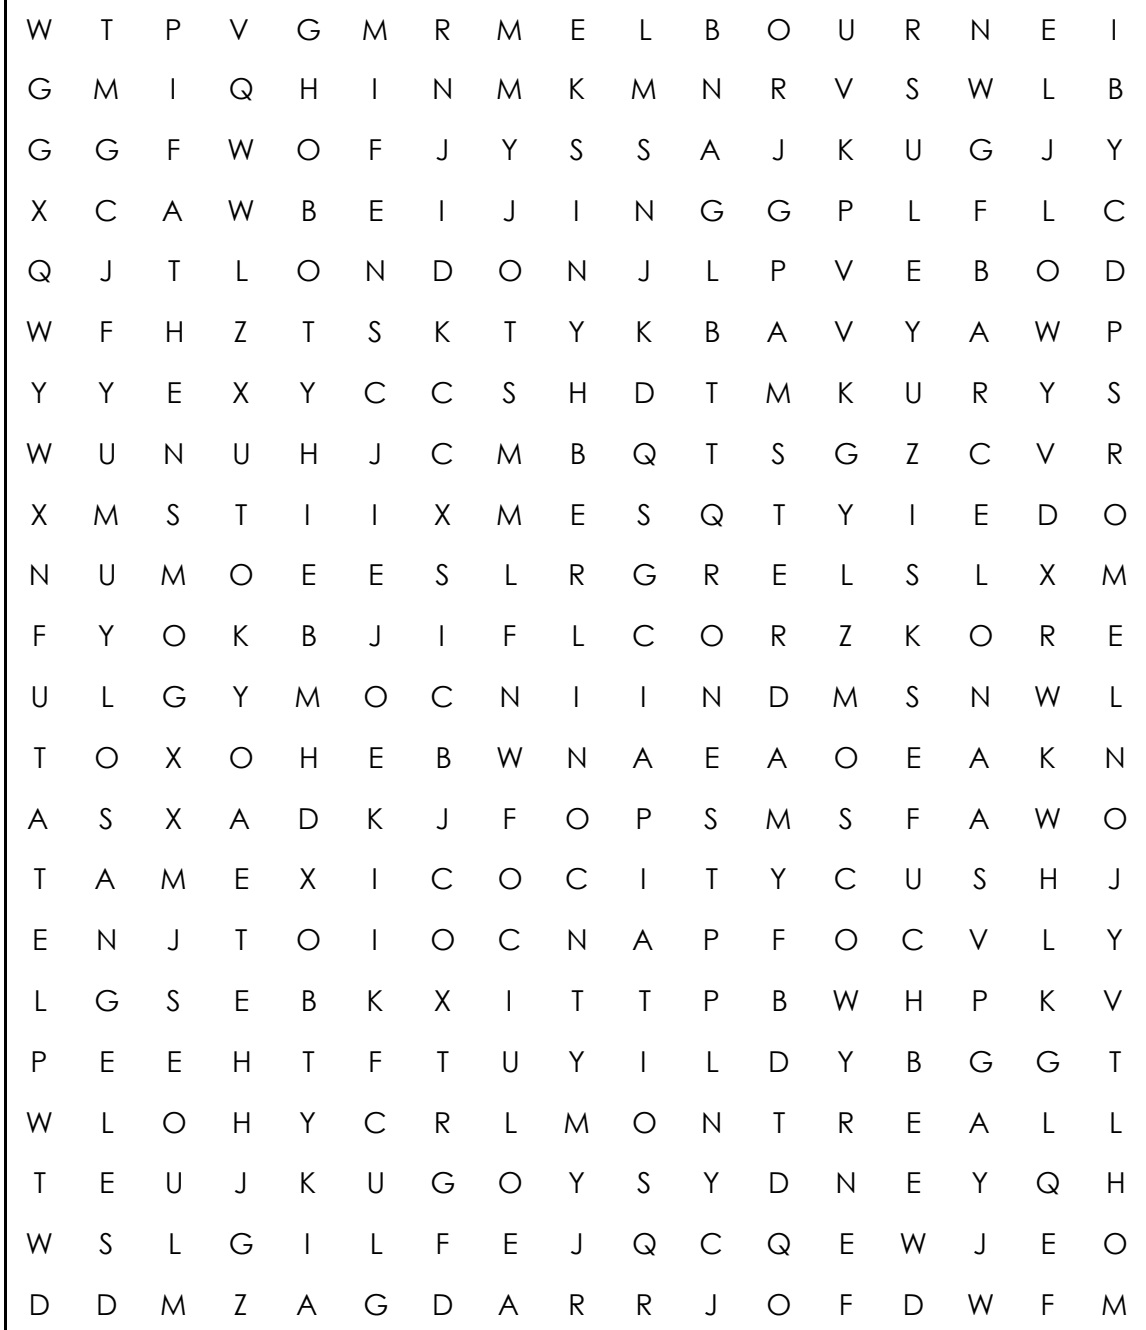 W T P V G M R M E L B O U R N E I
G M I Q H I N M K M N R V S W L B
G G F W O F J Y S S A J K U G J Y
X C A W B E I J I N G G P L F L C
Q J T L O N D O N J L P V E B O D
W F H Z T S K T Y K B A V Y A W P
Y Y E X Y C C S H D T M K U R Y S
W U N U H J C M B Q T S G Z C V R
X M S T I I X M E S Q T Y I E D O
N U M O E E S L R G R E L S L X M
F Y O K B J I F L C O R Z K O R E
U L G Y M O C N I I N D M S N W L
T O X O H E B W N A E A O E A K N
A S X A D K J F O P S M S F A W O
T A M E X I C O C I T Y C U S H J
E N J T O I O C N A P F O C V L Y
L G S E B K X I T T P B W H P K V
P E E H T F T U Y I L D Y B G G T
W L O H Y C R L M O N T R E A L L
T E U J K U G O Y S Y D N E Y Q H
W S L G I L F E J Q C Q E W J E O
D D M Z A G D A R R J O F D W F M